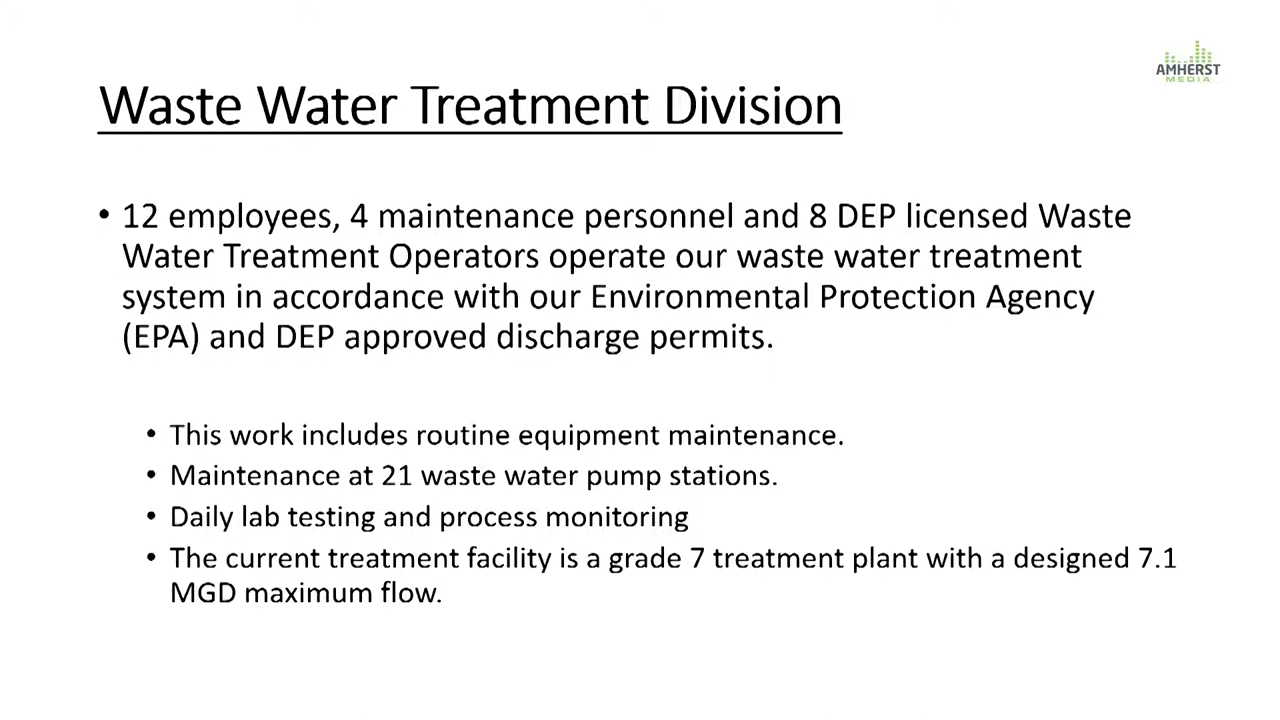 AMHERST
MEDIA
Waste Water Treatment Division
• 12 employees, 4 maintenance personnel and 8 DEP licensed Waste
Water Treatment Operators operate our waste water treatment
system in accordance with our Environmental Protection Agency
(EPA) and DEP approved discharge permits.
• This work includes routine equipment maintenance.
• Maintenance at 21 waste water pump stations.
• Daily lab testing and process monitoring
• The current treatment facility is a grade 7 treatment plant with a designed 7.1
MGD maximum flow.